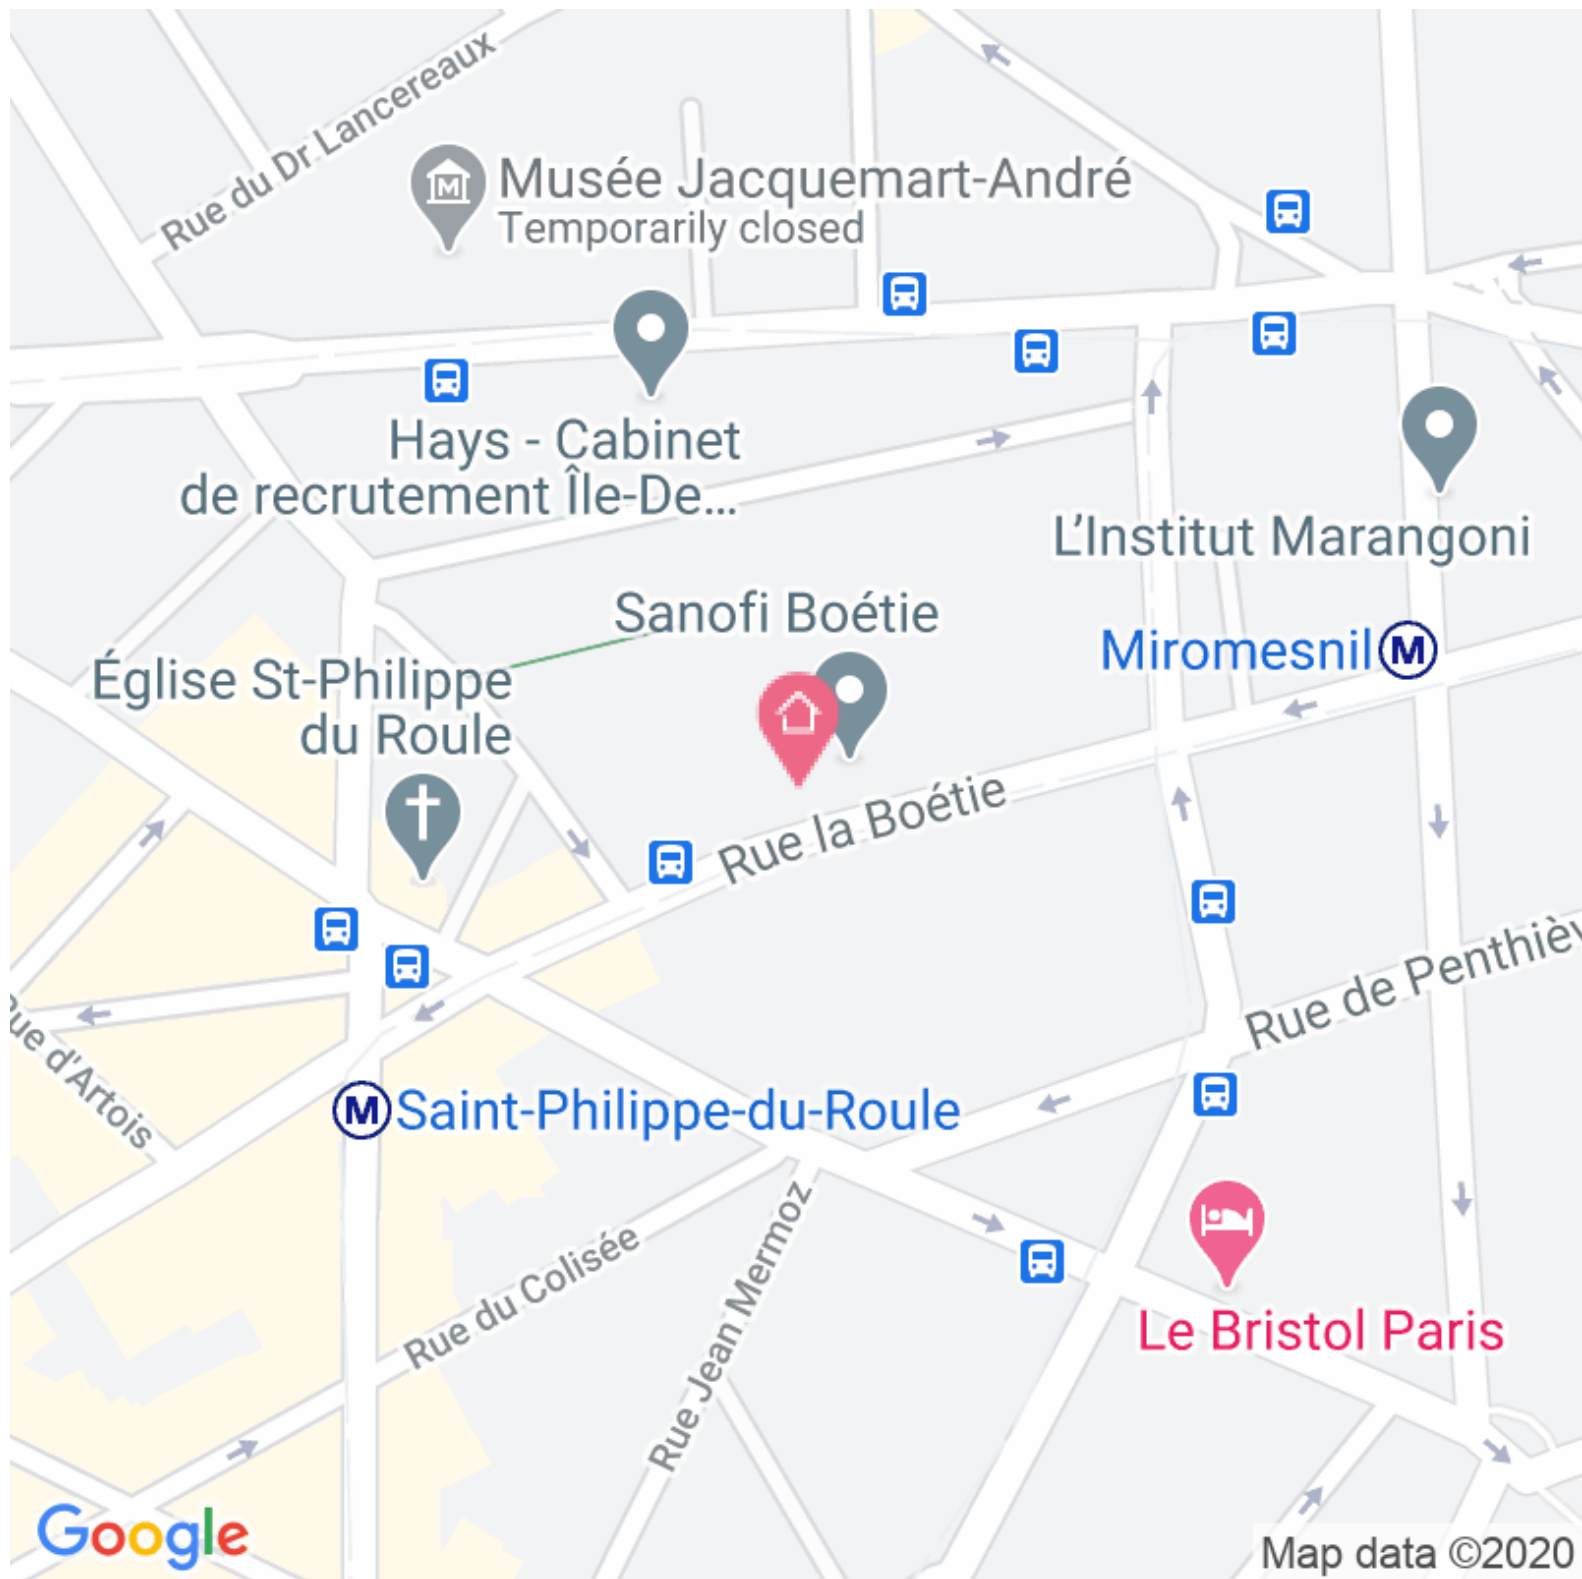 Rue du Dr Lancereaux
Musée Jacquemart-André
Temporarily closed
Hays - Cabinet
de recrutement Île-De...
L'Institut Marangoni
Sanofi Boétie
Miromesnil M
Église St-Philippe
du Roule
Rue la Boétie
Rue de Penthièv
Rue d'Artois
M Saint-Philippe-du-Roule
Rue du Colisée
Rue Jean Mermoz
Le Bristol Paris
Google
Map data ©2020